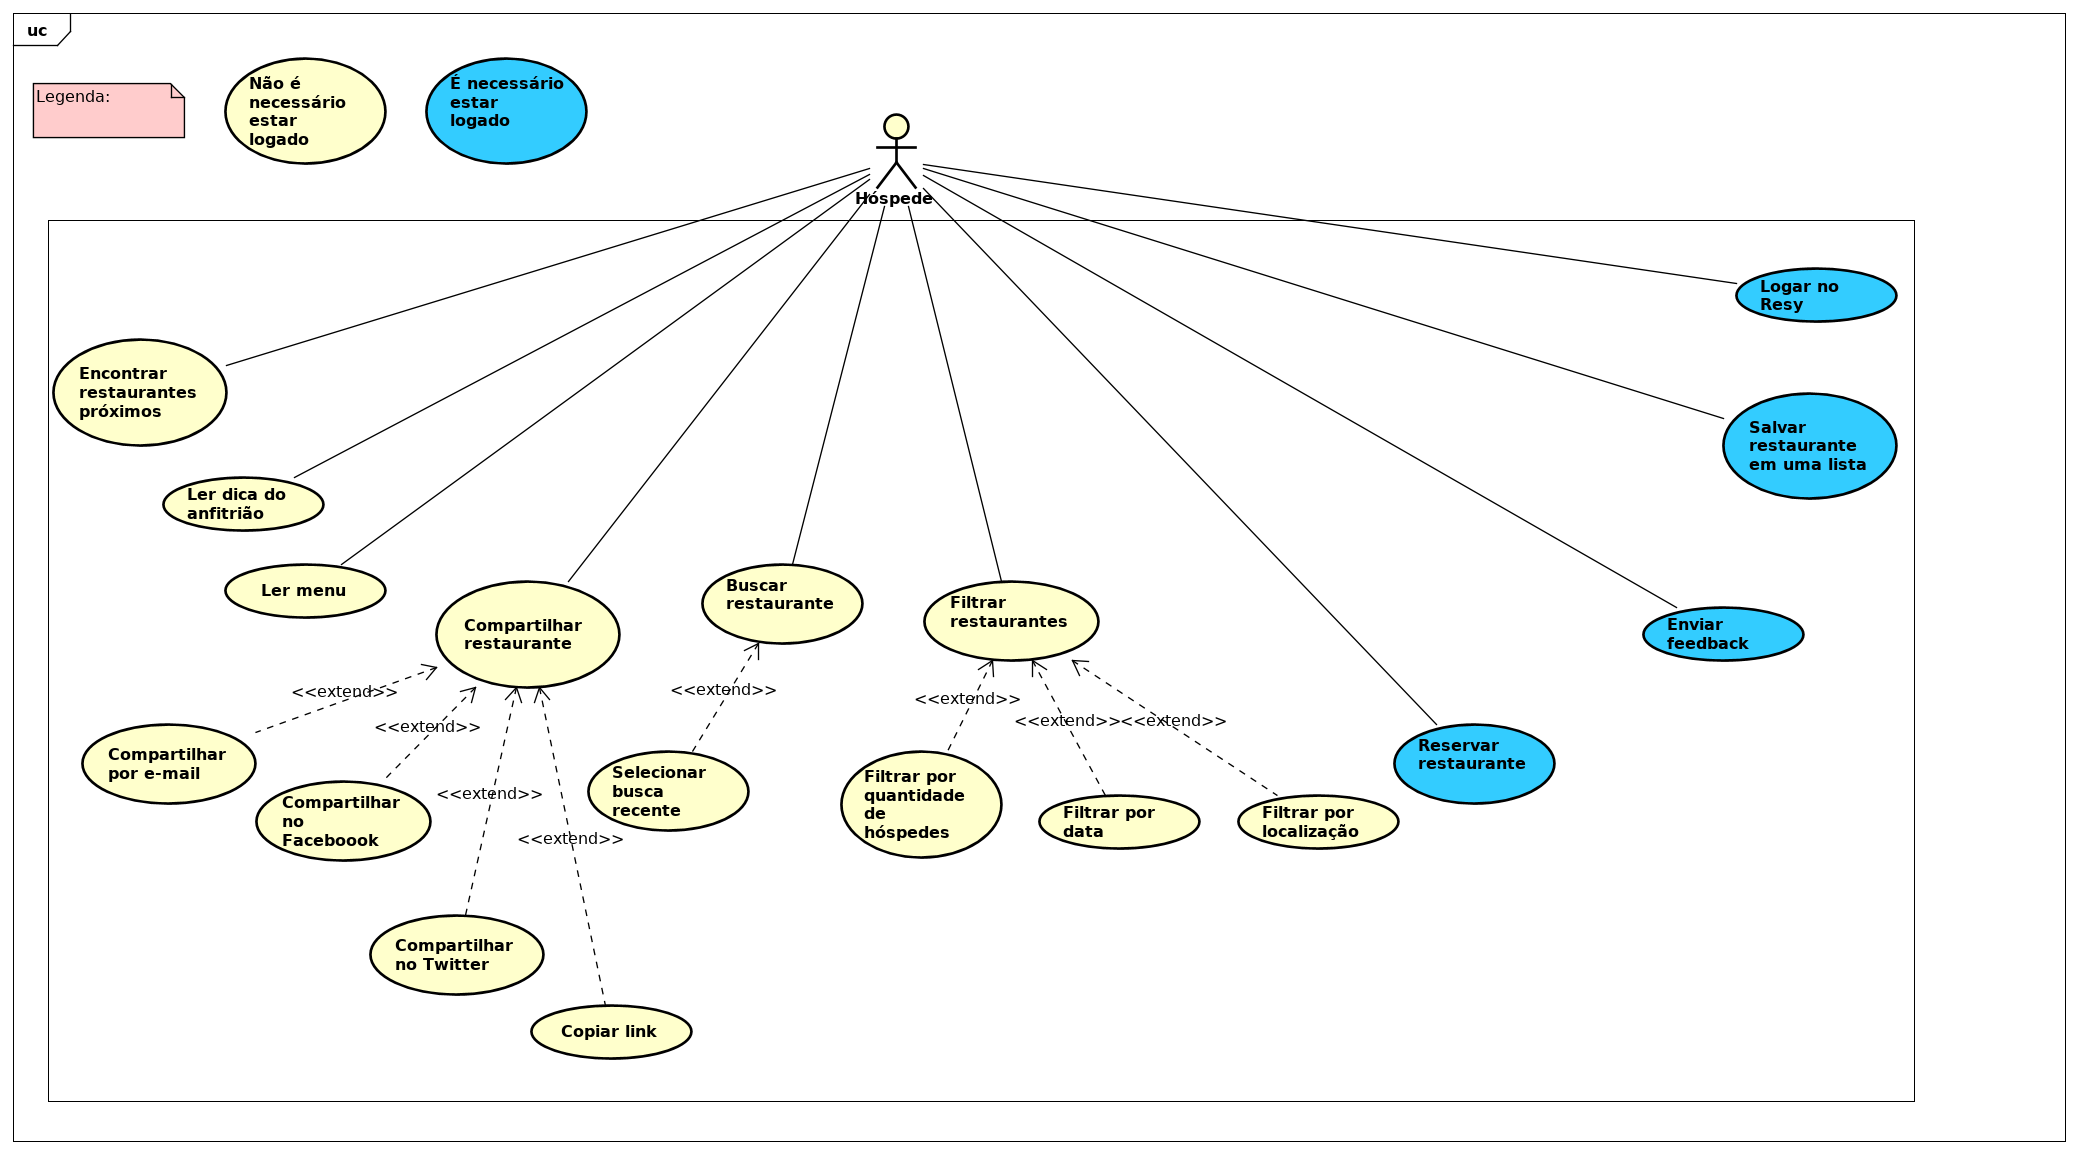 uc
Legenda:
Não é
necessário
estar
logado
É necessário
estar
logado
Hóspede
Logar no
Resy
Encontrar
restaurantes
próximos
Salvar
restaurante
em uma lista
Ler dica do
anfitrião
Ler menu
Compartilhar
restaurante
Buscar
restaurante
Filtrar
restaurantes
Enviar
feedback
<<extend>>
<<extend>>
<<extend>>
<<extend>>
<<extend>>
<<extend>>
<<extend>>
<<extend>>
Compartilhar
por e-mail
Compartilhar
no
Faceboook
Selecionar
busca
recente
Filtrar por
quantidade
de
hóspedes
Filtrar por
data
Filtrar por
localização
Reservar
restaurante
Compartilhar
no Twitter
Copiar link